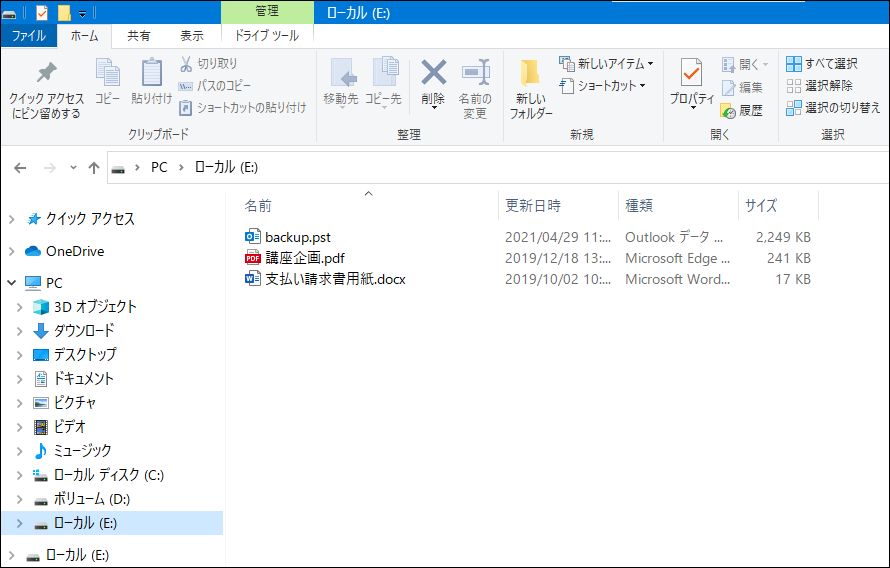 管理
ローカル (E:)
ファイル
ホーム
共有
表示
ドライブ ツール
クイック アクセス
にピン留めする
コピー
貼り付け
切り取り
パスのコピー
ショートカットの貼り付け
クリップボード
移動先
コピー先
削除
名前の
変更
整理
新しい
フォルダー
新しいアイテム
ショートカット
新規
プロパティ
開く
編集
履歴
開く
すべて選択
選択解除
選択の切り替え
選択
PC
ローカル (E:)
名前
更新日時
種類
サイズ
backup.pst
2021/04/29 11:...
Outlook データ ...
2,249 KB
PDF
講座企画.pdf
2019/12/18 13:...
Microsoft Edge ...
241 KB
支払い請求書用紙.docx
2019/10/02 10:...
Microsoft Word...
17 KB
クイック アクセス
OneDrive
PC
3D オブジェクト
ダウンロード
デスクトップ
ドキュメント
ピクチャ
ビデオ
ミュージック
ローカル ディスク (C:)
ボリューム (D:)
ローカル (E:)
ローカル (E:)